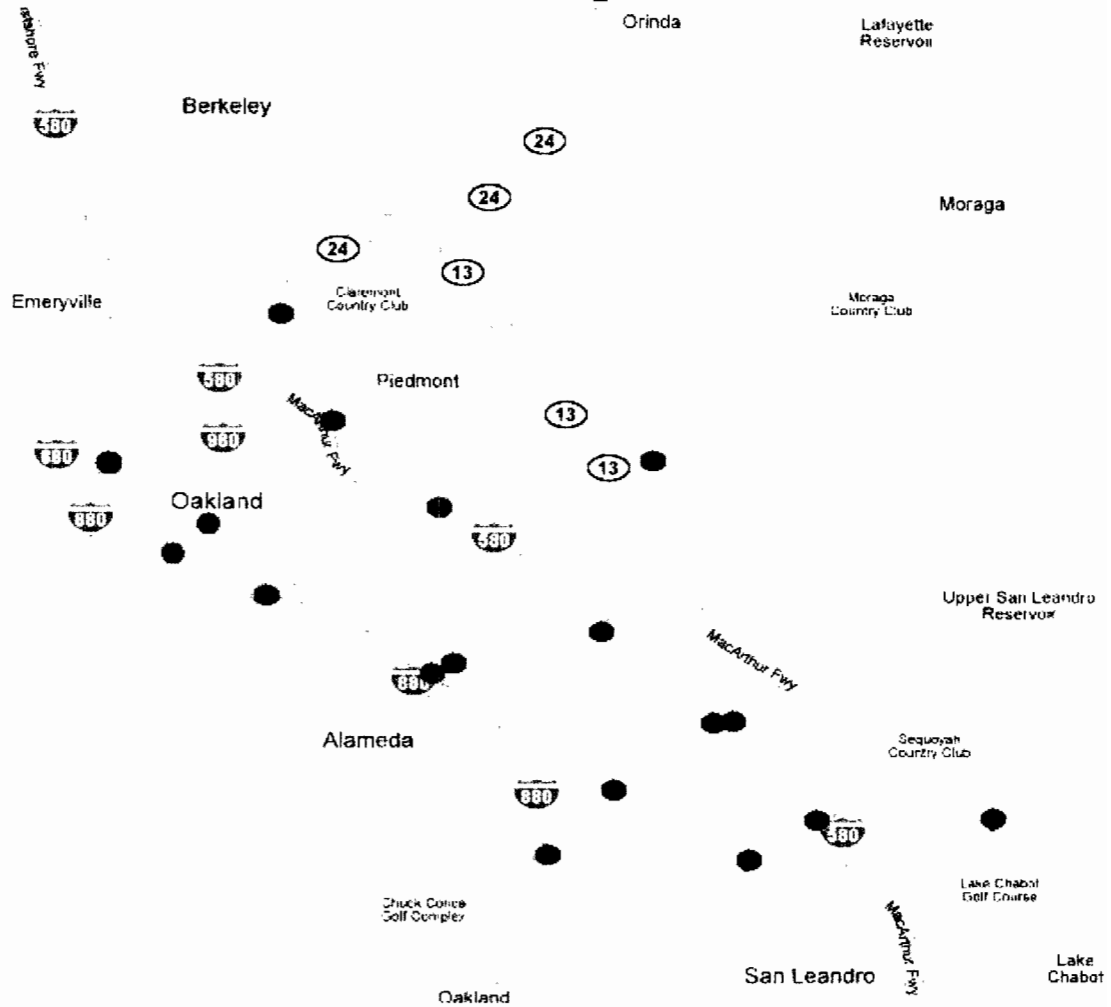 Orinda
Lafayette
Reservoir
Fwy
580
Berkeley
24
24
Moraga
24
13
Emeryville
Claremont
Country Club
Moraga
Country Club
580
Piedmont
MacArthur Fwy
13
980
880
13
Oakland
880
580
Upper San Leandro
Reservoir
MacArthur Fwy
880
Alameda
Sequoyah
Country Club
880
580
Lake Chabot
Golf Course
Chuck Corica
Golf Complex
MacArthur Fwy
San Leandro
Lake
Chabot
Oakland